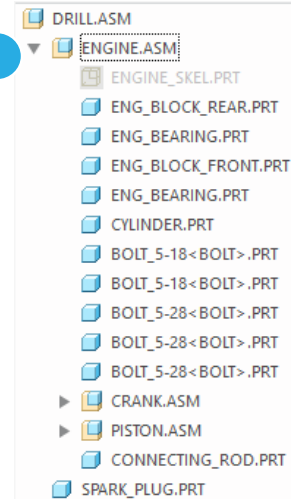 DRILL.ASM
ENGINE.ASM
ENGINE_SKEL.PRT
ENG_BLOCK_REAR.PRT
ENG_BEARING.PRT
ENG_BLOCK_FRONT.PRT
ENG_BEARING.PRT
CYLINDER.PRT
BOLT_5-18<BOLT>.PRT
BOLT_5-18<BOLT>.PRT
BOLT_5-28<BOLT>.PRT
BOLT_5-28<BOLT>.PRT
BOLT_5-28<BOLT>.PRT
CRANK.ASM
PISTON.ASM
CONNECTING_ROD.PRT
SPARK_PLUG.PRT